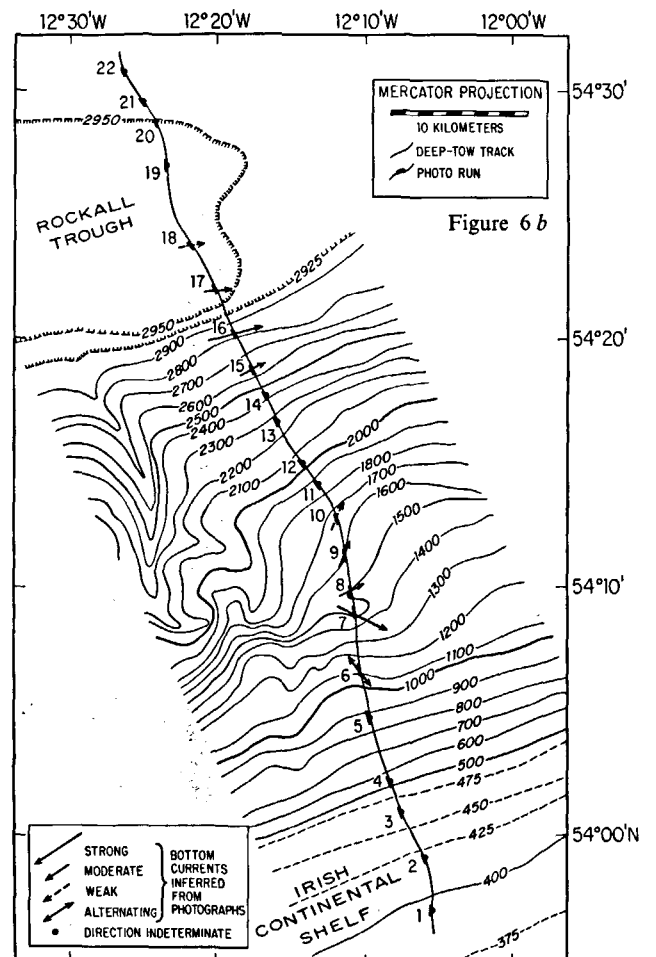 12°30'W 12°20'W 12°10'W 12°00'W
MERCATOR PROJECTION
10 KILOMETERS
DEEP-TOW TRACK
PHOTO RUN
Figure 6 b
54°30'
54°20'
54°10'
54°00'N
22
21
20
2950
19
ROCKALL
TROUGH
18
17
2925
2950
16
2900
2800
15
2700
2600
14
2500
2400
13
2300
2000
12
2200
1800
2100
11
1700
1600
10
1500
9
1400
8
1300
7
1200
6
1100
1000
900
5
800
700
600
4
500
475
3
450
425
2
IRISH
CONTINENTAL
SHELF
400
1
375
STRONG
MODERATE
WEAK
ALTERNATING
BOTTOM
CURRENTS
INFERRED
FROM
PHOTOGRAPHS
DIRECTION INDETERMINATE